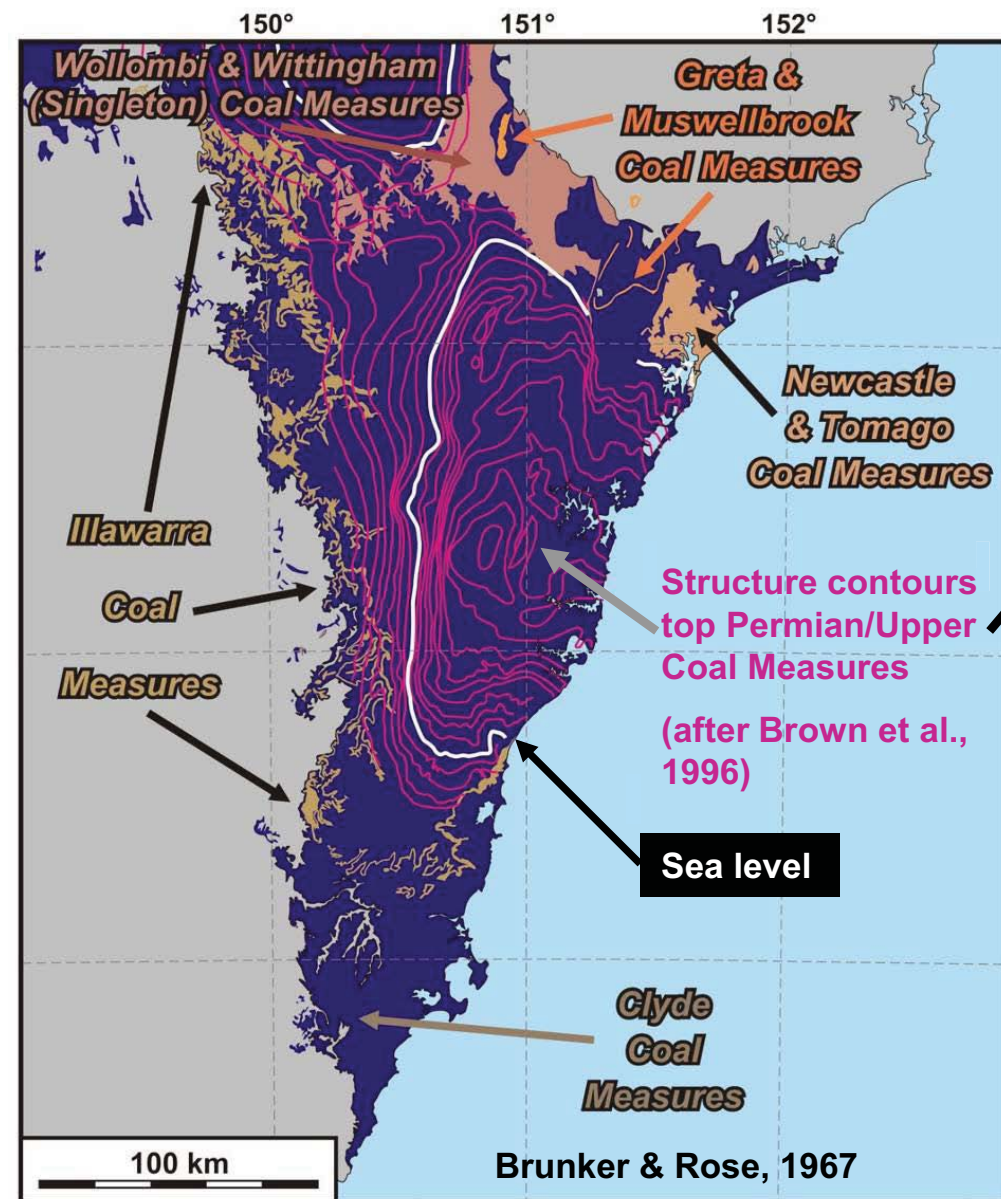 150°
151°
152°
Wollombi & Wittingham
(Singleton) Coal Measures
Greta &
Muswellbrook
Coal Measures
Newcastle
& Tomago
Coal Measures
Illawarra
Coal
Measures
Structure contours
top Permian/Upper
Coal Measures
(after Brown et al.,
1996)
Sea level
Clyde
Coal
Measures
100 km
Brunker & Rose, 1967